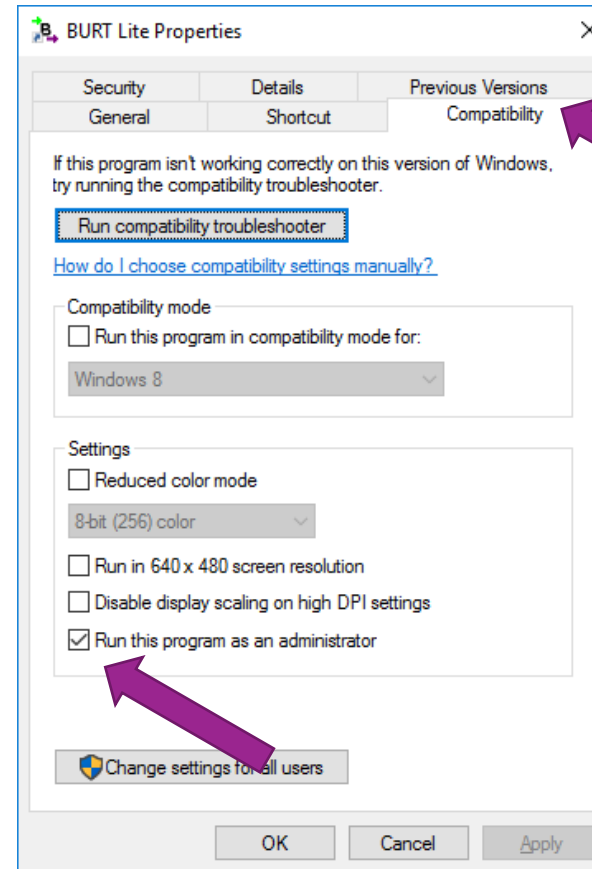 BURT Lite Properties
Security Details Previous Versions
General Shortcut Compatibility
If this program isn't working correctly on this version of Windows,
try running the compatibility troubleshooter.
Run compatibility troubleshooter
How do I choose compatibility settings manually?
Compatibility mode
Run this program in compatibility mode for:
Windows 8
Settings
Reduced color mode
8-bit (256) color
Run in 640 x 480 screen resolution
Disable display scaling on high DPI settings
Run this program as an administrator
Change settings for all users
OK Cancel Apply